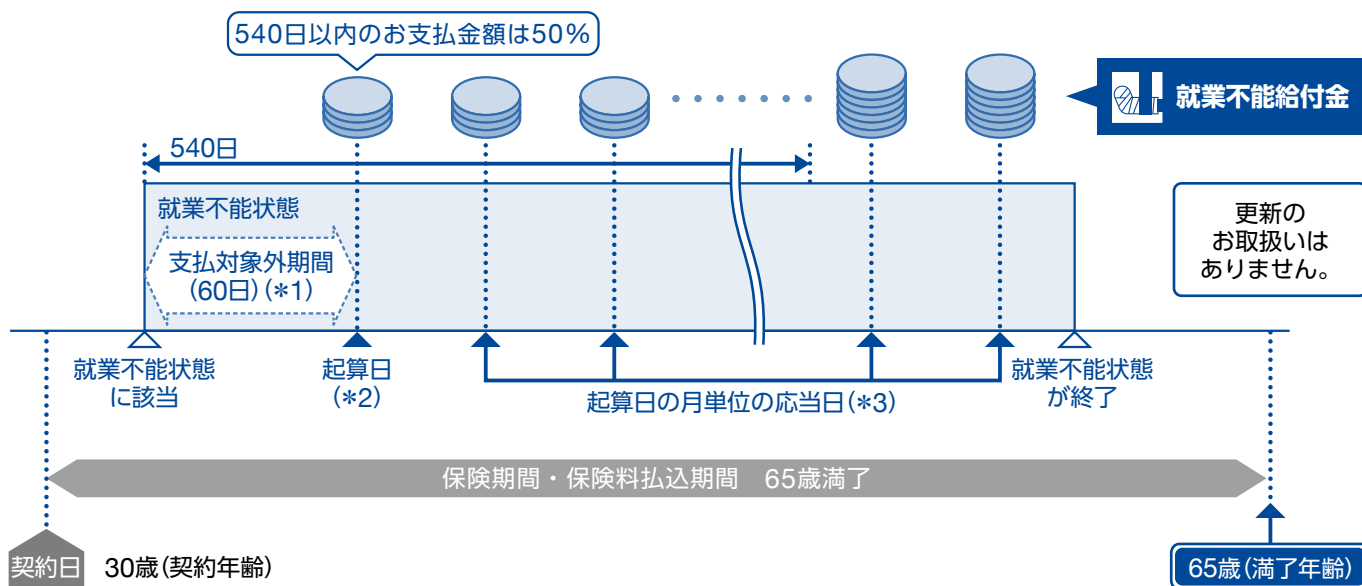 540日以内のお支払金額は50％
就業不能給付金
540日
就業不能状態
支払対象外期間
(60日)(*1)
更新の
お取扱いは
ありません。
就業不能状態
に該当
起算日
(*2)
起算日の月単位の応当日(*3)
就業不能状態
が終了
保険期間・保険料払込期間　65歳満了
契約日
30歳(契約年齢)
65歳(満了年齢)